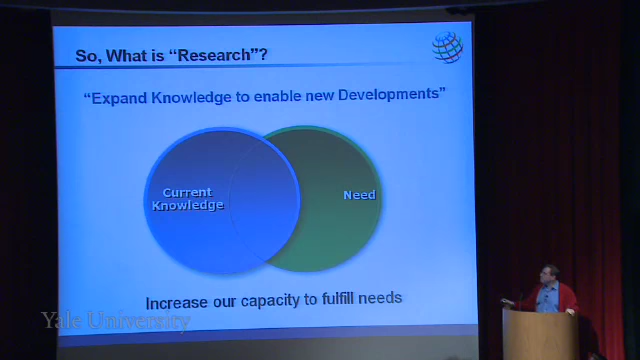 So, What is “Research”?
“Expand Knowledge to enable new Developments”
Current
Knowledge
Need
Increase our capacity to fulfill needs
Yale University